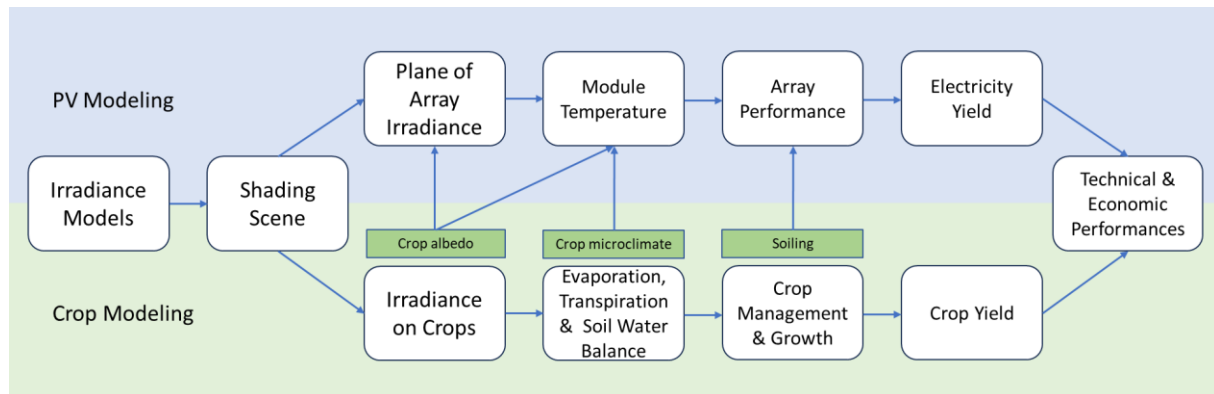 PV Modeling
Plane of
Array
Irradiance
Module
Temperature
Array
Performance
Electricity
Yield
Irradiance
Models
Shading
Scene
Technical &
Economic
Performances
Crop albedo
Crop microclimate
Soiling
Crop Modeling
Irradiance
on Crops
Evaporation,
Transpiration
& Soil Water
Balance
Crop
Management
& Growth
Crop Yield